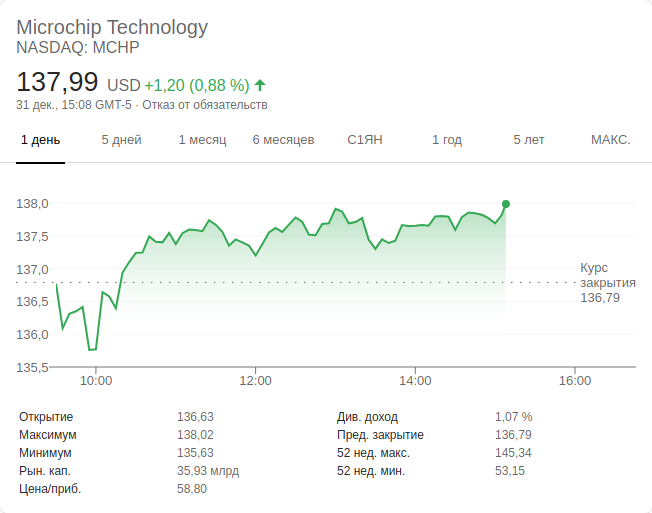 Microchip Technology
NASDAQ: MCHP
137,99 USD +1,20 (0,88 %) ↑
31 дек., 15:08 GMT-5 · Отказ от обязательств
1 день 5 дней 1 месяц 6 месяцев С1ЯН 1 год 5 лет МАКС.
138,0
137,5
137,0
Курс
закрытия
136,79
136,5
136,0
135,5
10:00 12:00 14:00 16:00
Открытие 136,63 Див. доход 1,07 %
Максимум 138,02 Пред. закрытие 136,79
Минимум 135,63 52 нед. макс. 145,34
Рын. кап. 35,93 млрд 52 нед. мин. 53,15
Цена/приб. 58,80